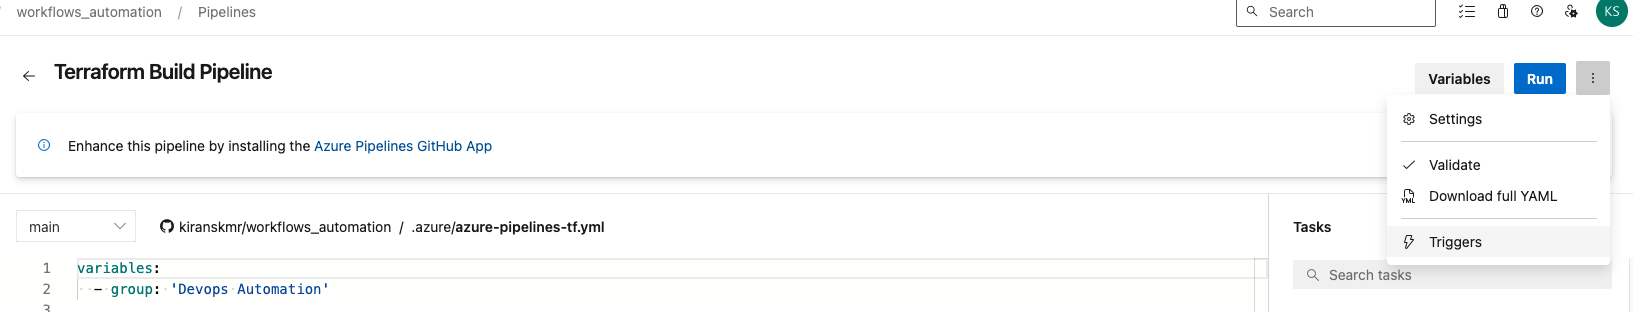 workflows_automation / Pipelines
Search
KS
Terraform Build Pipeline
Variables
Run
Settings
Enhance this pipeline by installing the Azure Pipelines GitHub App
Validate
YML Download full YAML
Triggers
main
kiranskmr/workflows_automation / .azure/azure-pipelines-tf.yml
Tasks
Search tasks
1 variables:
2 - group: 'Devops Automation'
3